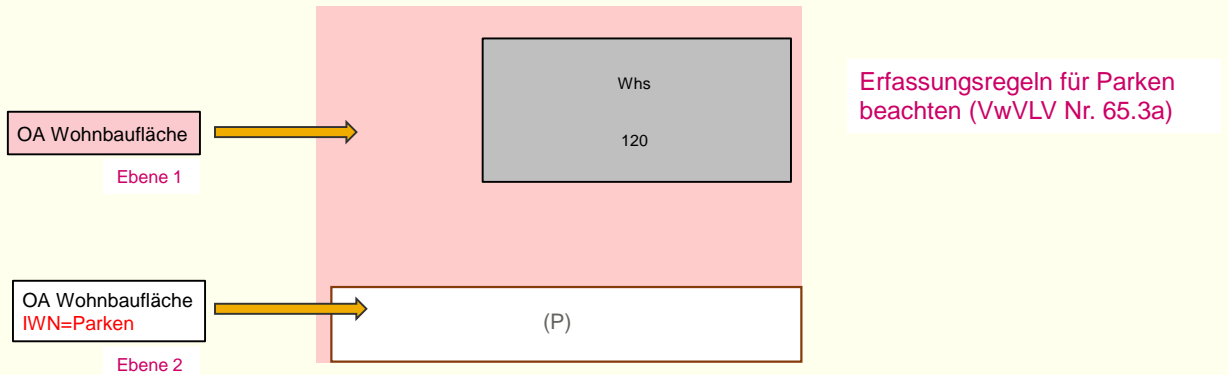 Whs
120
Erfassungsregeln für Parken
beachten (VwVLV Nr. 65.3a)
OA Wohnbaufläche
Ebene 1
OA Wohnbaufläche
IWN=Parken
Ebene 2
(P)